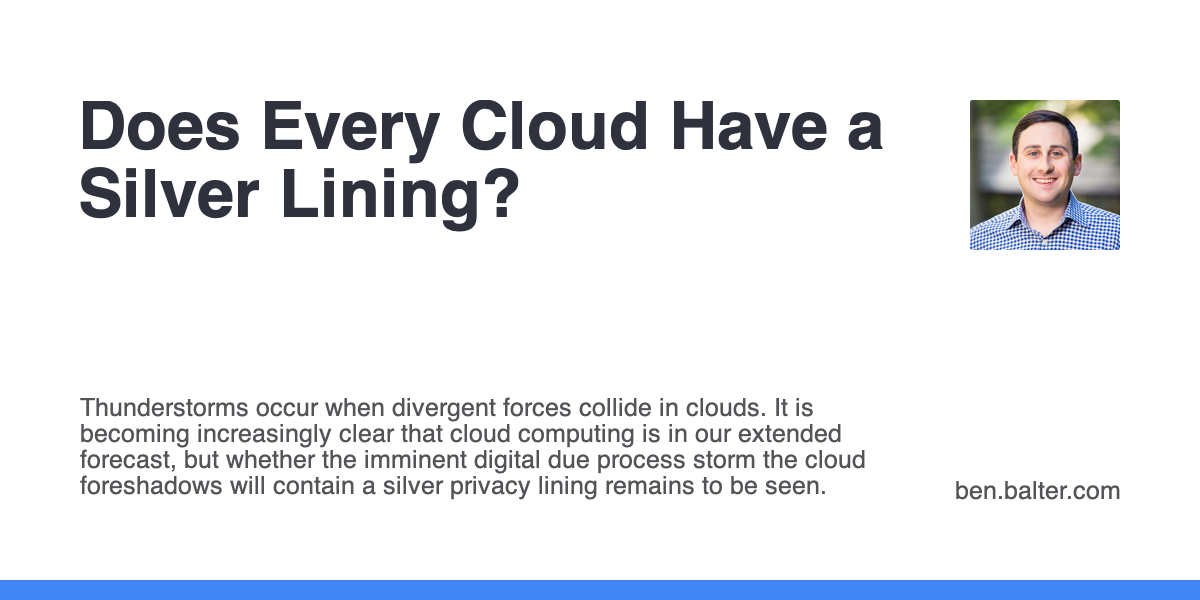 Does Every Cloud Have a
Silver Lining?
Thunderstorms occur when divergent forces collide in clouds. It is
becoming increasingly clear that cloud computing is in our extended
forecast, but whether the imminent digital due process storm the cloud
foreshadows will contain a silver privacy lining remains to be seen.
ben.balter.com